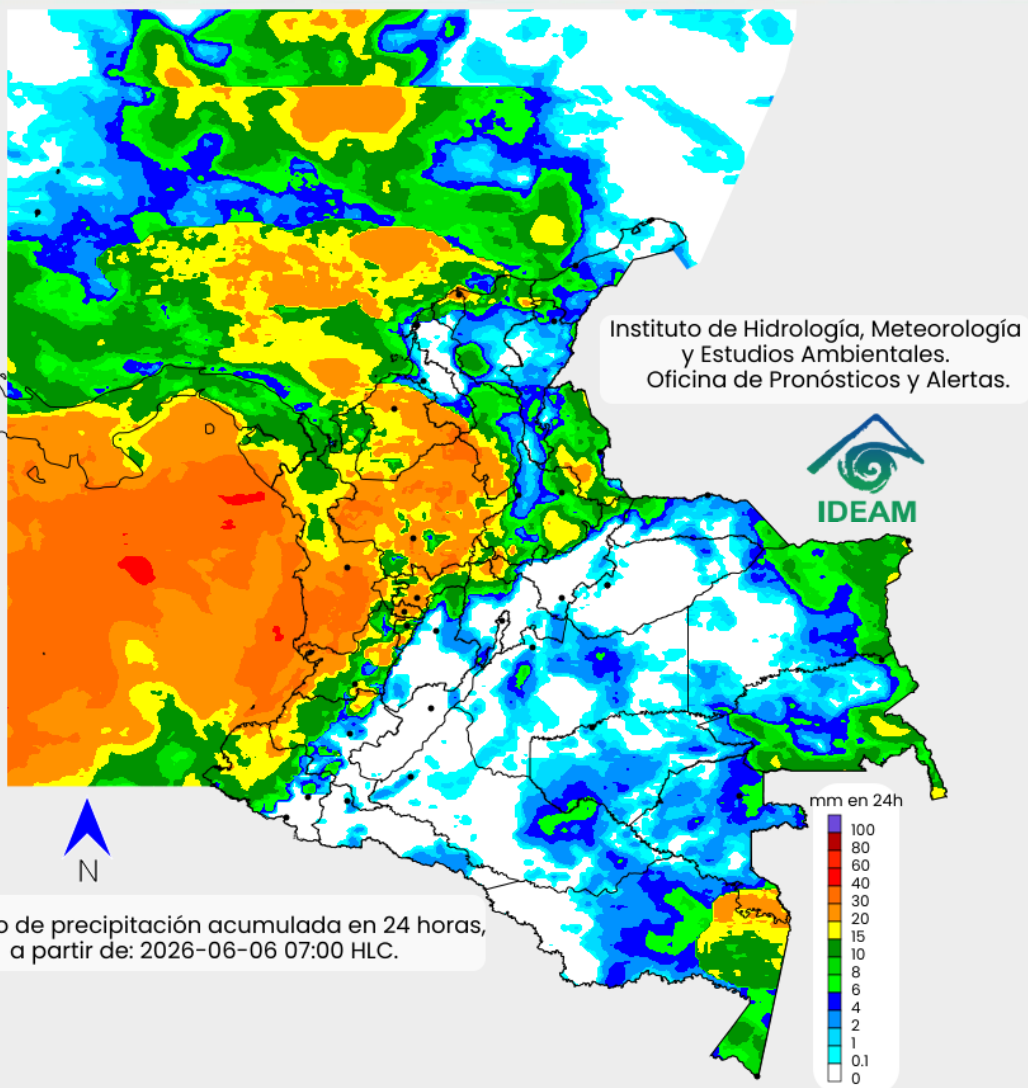 Instituto de Hidrología, Meteorología
y Estudios Ambientales.
Oficina de Pronósticos y Alertas.
IDEAM
N
mm en 24h
100
80
60
40
30
20
15
10
8
6
4
2
1
0.1
0
o de precipitación acumulada en 24 horas,
a partir de: 2026-06-06 07:00 HLC.